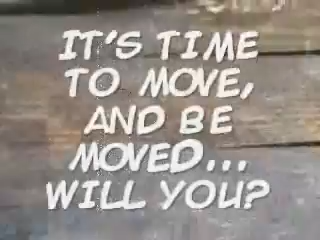 IT'S TIME
TO MOVE,
AND BE
MOVED...
WILL YOU?